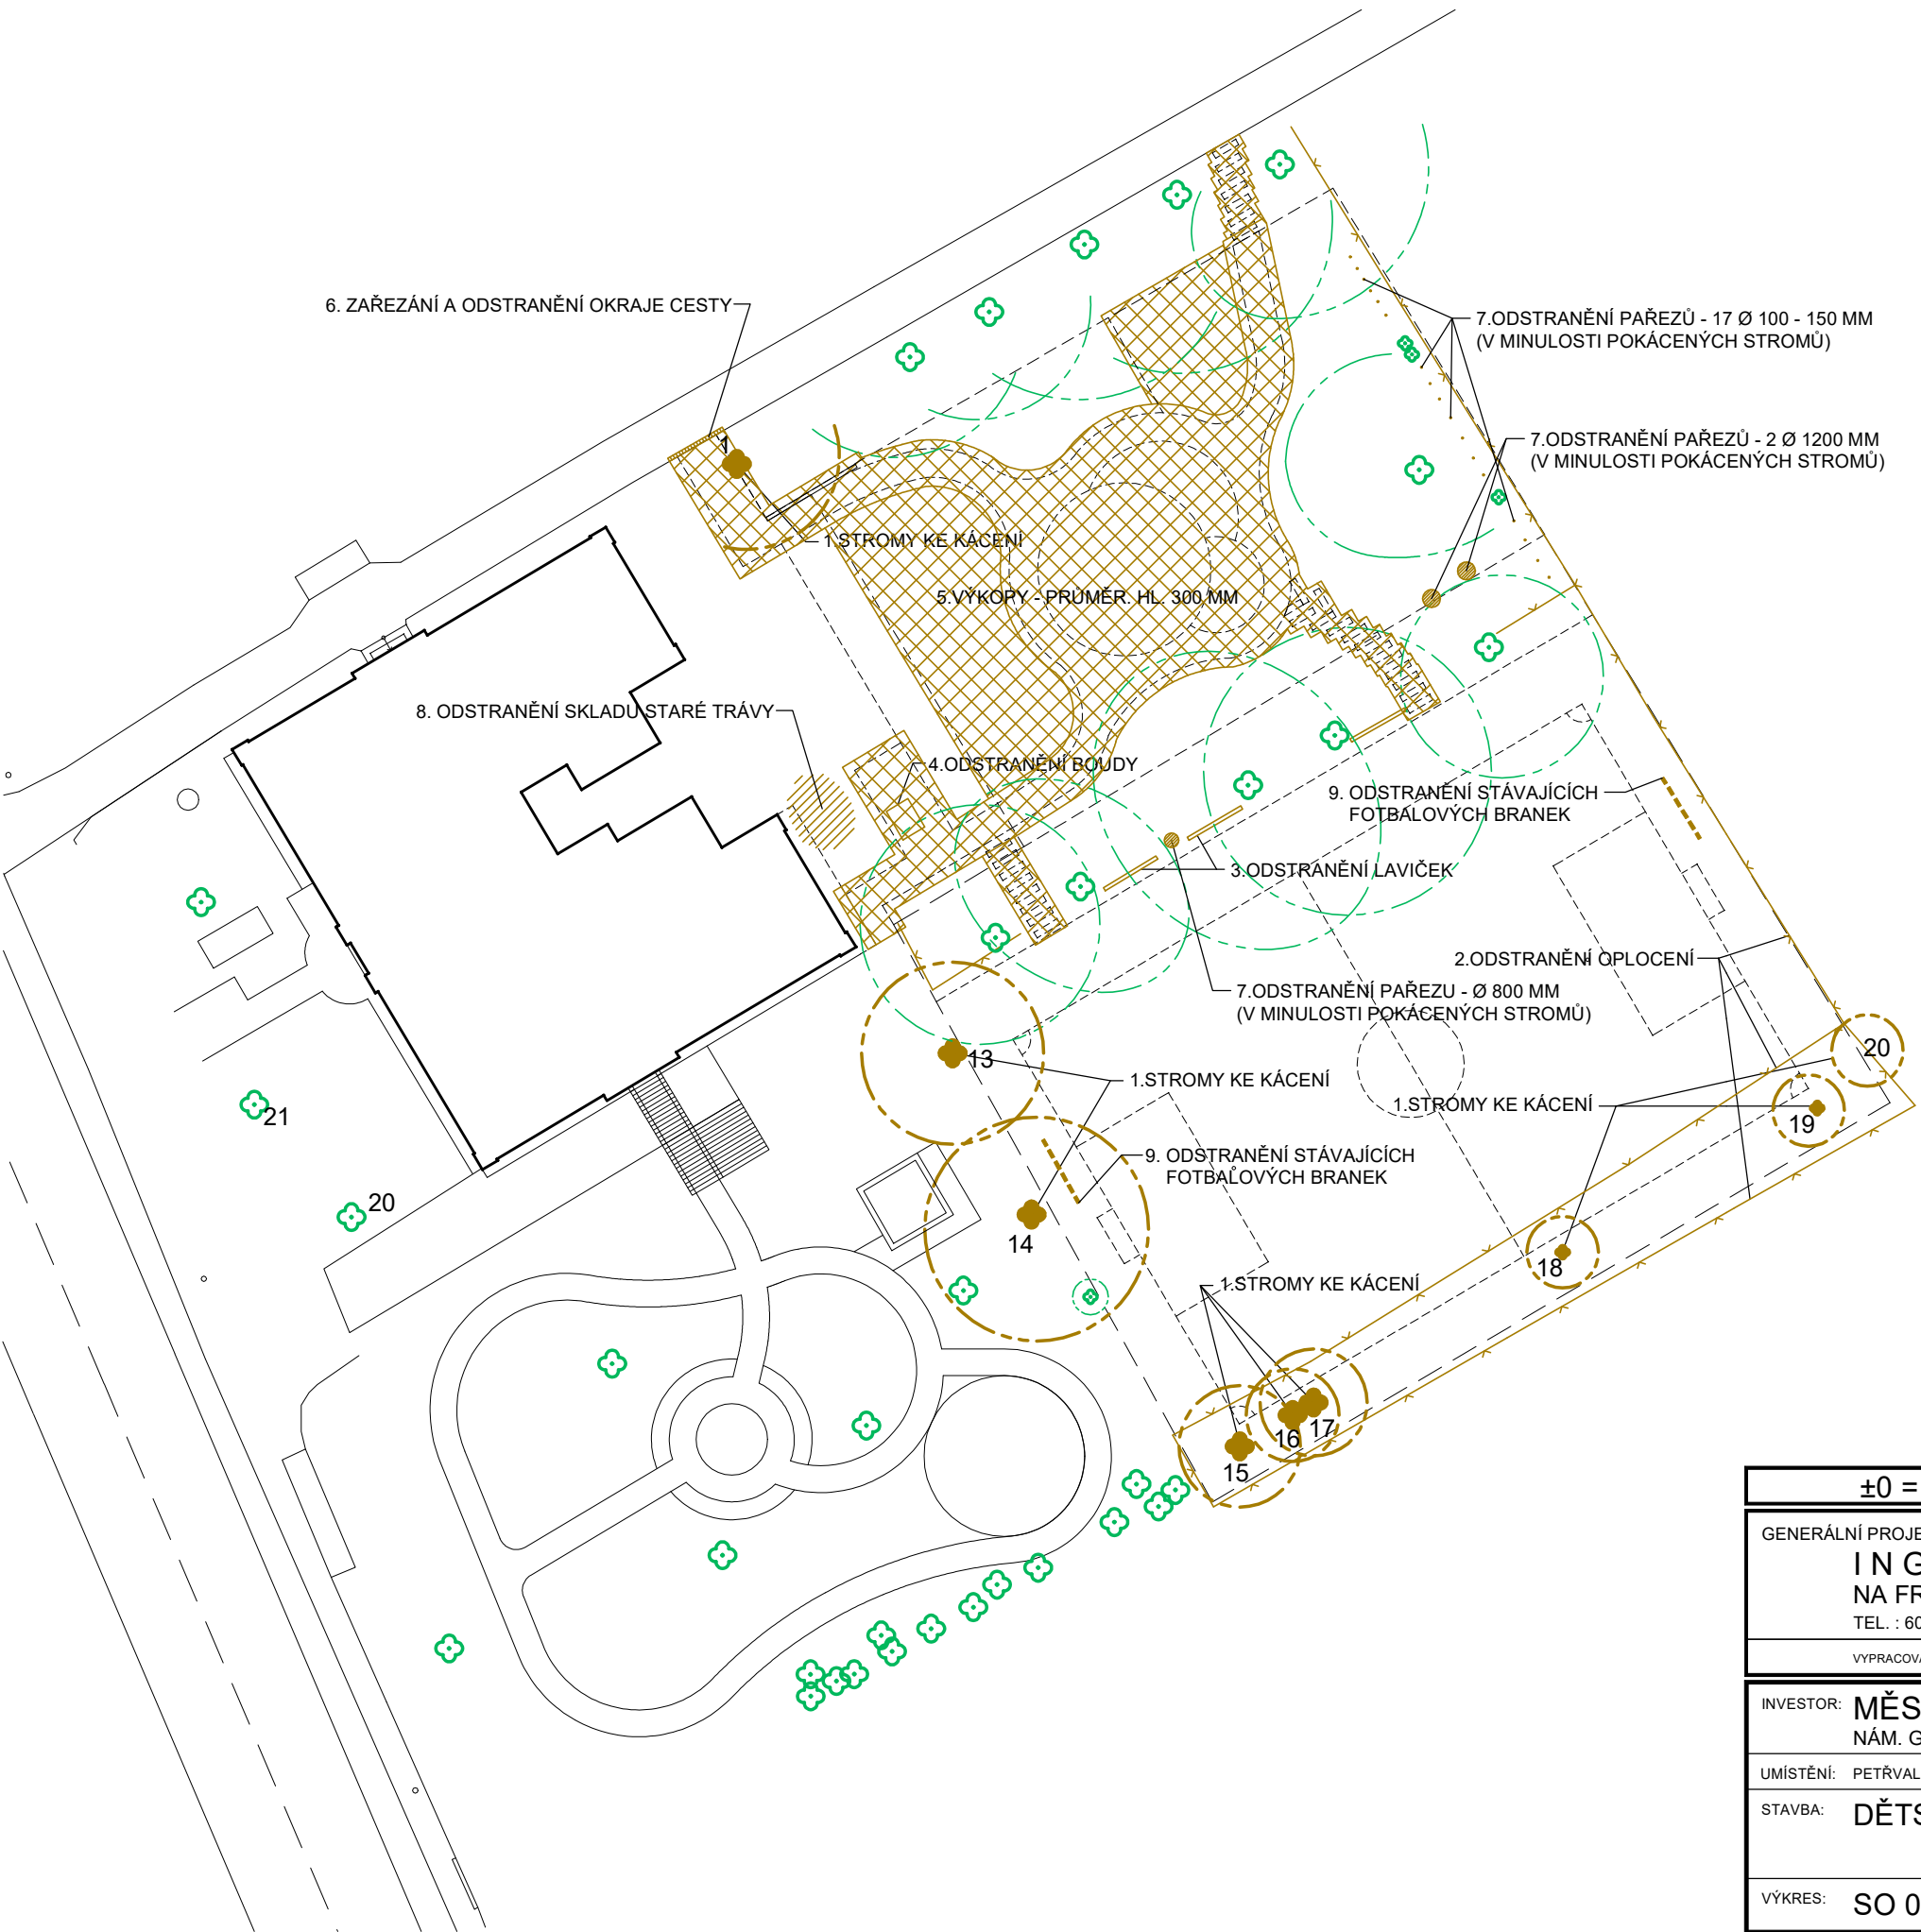 6. ZAŘEZÁNÍ A ODSTRANĚNÍ OKRAJE CESTY
7.ODSTRANĚNÍ PAŘEZŮ - 17 Ø 100 - 150 MM
(V MINULOSTI POKÁCENÝCH STROMŮ)
1
7.ODSTRANĚNÍ PAŘEZŮ - 2 Ø 1200 MM
(V MINULOSTI POKÁCENÝCH STROMŮ)
1.STROMY KE KÁCENÍ
5.VÝKOPY - PRŮMĚR. HL. 300 MM
8. ODSTRANĚNÍ SKLADU STARÉ TRÁVY
4.ODSTRANĚNÍ BOUDY
9. ODSTRANĚNÍ STÁVAJÍCÍCH
FOTBALOVÝCH BRANEK
3.ODSTRANĚNÍ LAVIČEK
2.ODSTRANĚNÍ OPLOCENÍ
7.ODSTRANĚNÍ PAŘEZU - Ø 800 MM
(V MINULOSTI POKÁCENÝCH STROMŮ)
13
20
1.STROMY KE KÁCENÍ
1.STROMY KE KÁCENÍ
21
19
9. ODSTRANĚNÍ STÁVAJÍCÍCH
FOTBALOVÝCH BRANEK
20
14
18
1.STROMY KE KÁCENÍ
17
16
15
±0 =
GENERÁLNÍ PROJE
I N G
NA FR
TEL. : 60
VYPRACOVA
INVESTOR: MĚS
NÁM. G
UMÍSTĚNÍ: PETŘVAL
STAVBA: DĚTS
VÝKRES: SO 0